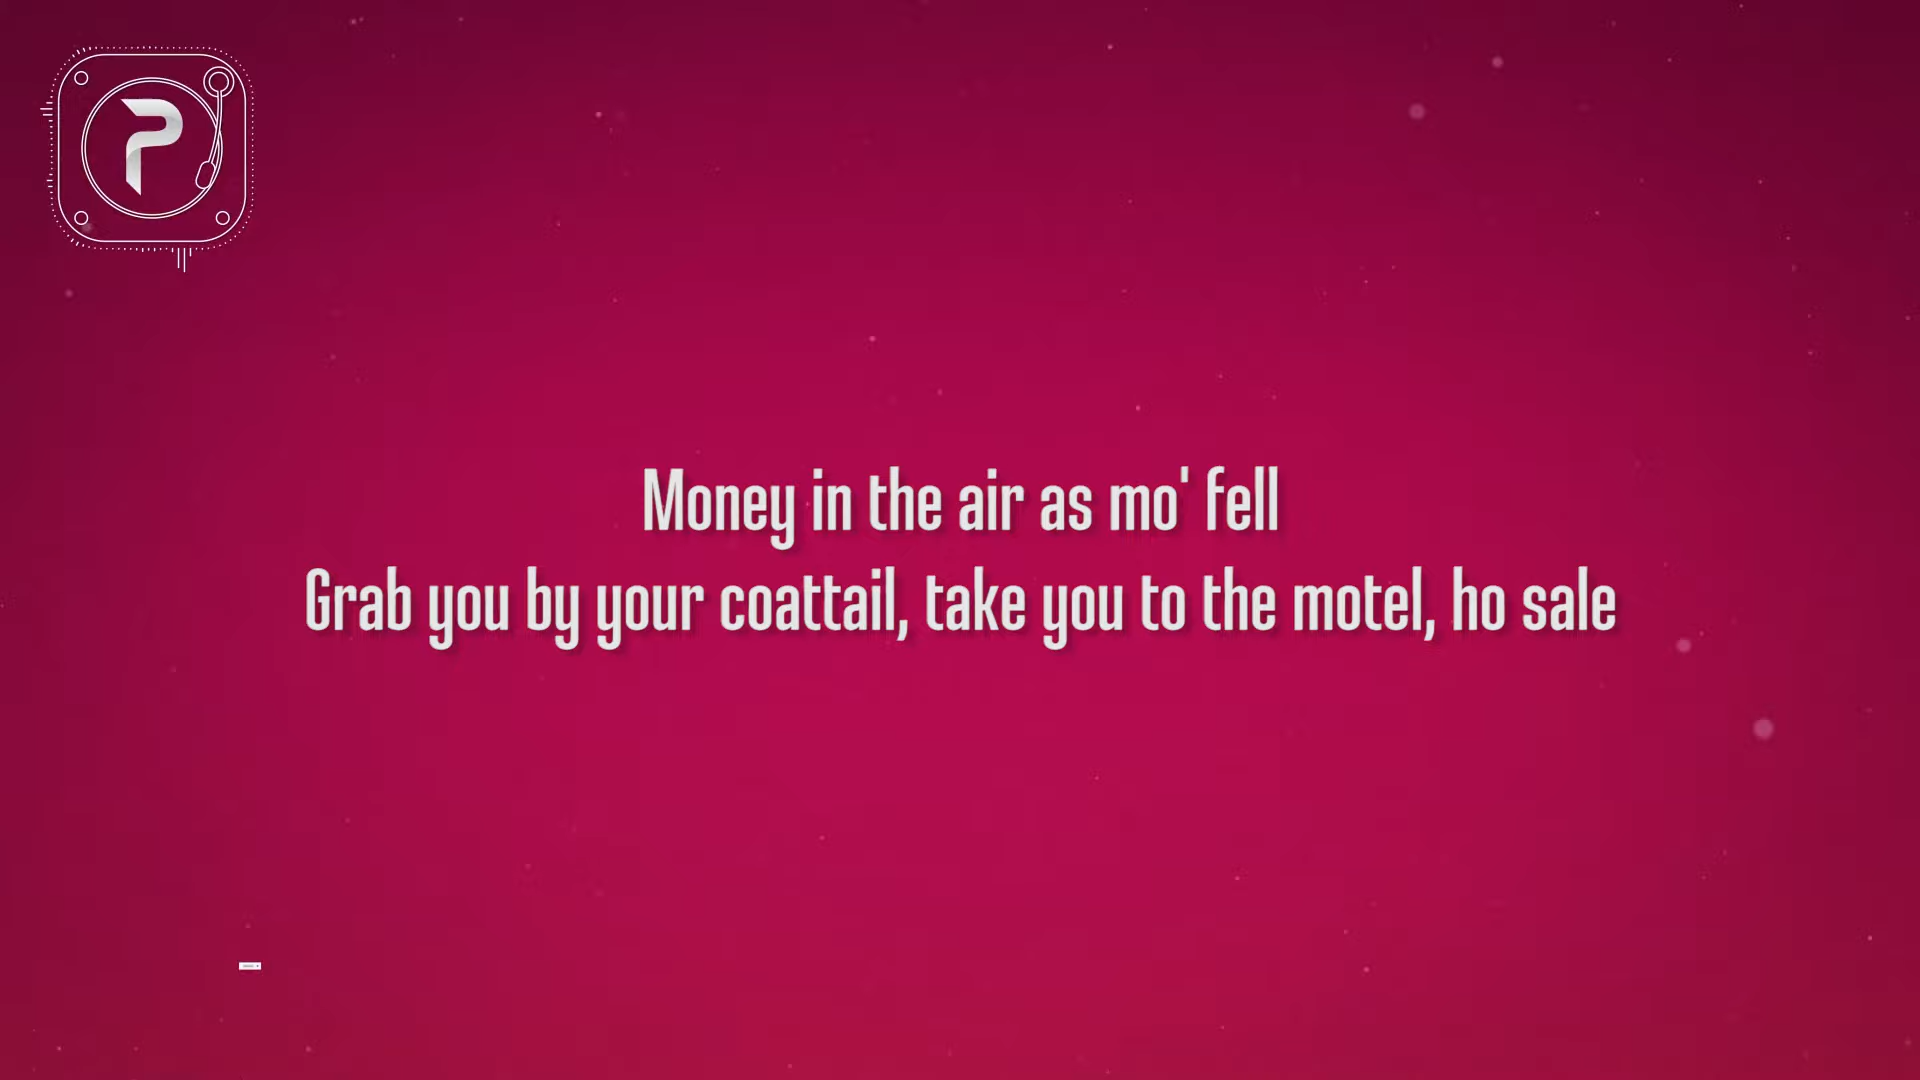 P
Money in the air as mo' fell
Grab you by your coattail, take you to the motel, ho sale